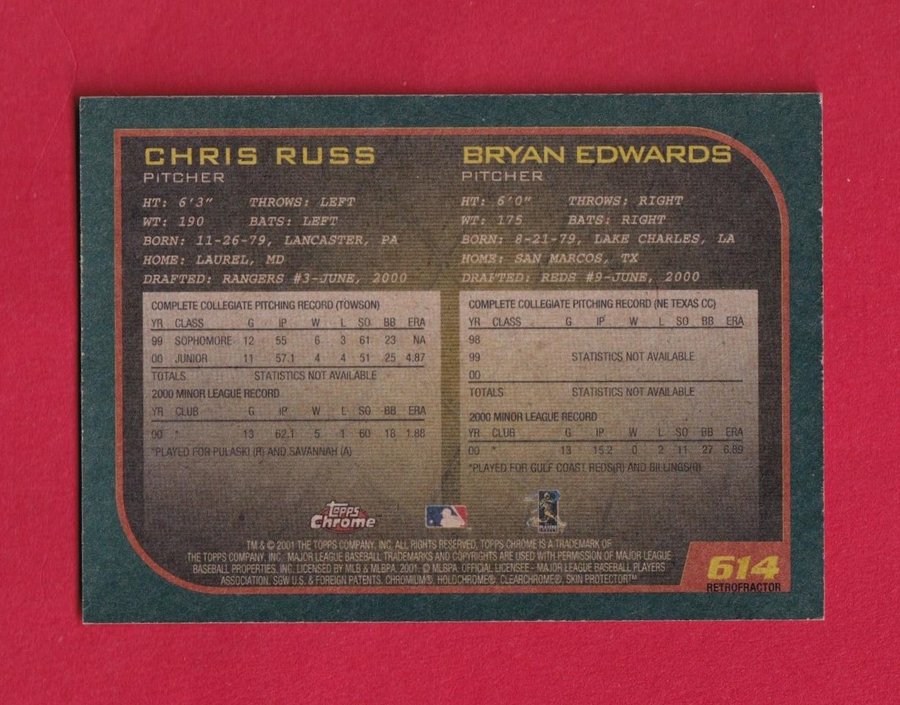 CHRIS RUSS
PITCHER
HT: 6'3" THROWS: LEFT
WT: 190 BATS: LEFT
BORN: 11-26-79, LANCASTER, PA
HOME: LAUREL, MD
DRAFTED: RANGERS #3-JUNE, 2000
COMPLETE COLLEGIATE PITCHING RECORD (TOWSON)
YR CLASS G IP W L SO BB ERA
99 SOPHOMORE 12 55 6 3 61 23 NA
00 JUNIOR 11 57.1 4 4 51 25 4.87
TOTALS STATISTICS NOT AVAILABLE
2000 MINOR LEAGUE RECORD
YR CLUB G IP W L SO BB ERA
00 * 13 62.1 5 1 60 18 1.88
*PLAYED FOR PULASKI (R) AND SAVANNAH (A)
BRYAN EDWARDS
PITCHER
HT: 6'0" THROWS: RIGHT
WT: 175 BATS: RIGHT
BORN: 8-21-79, LAKE CHARLES, LA
HOME: SAN MARCOS, TX
DRAFTED: REDS #9-JUNE, 2000
COMPLETE COLLEGIATE PITCHING RECORD (NE TEXAS CC)
YR CLASS G IP W L SO BB ERA
98
99 STATISTICS NOT AVAILABLE
00
TOTALS STATISTICS NOT AVAILABLE
2000 MINOR LEAGUE RECORD
YR CLUB G IP W L SO BB ERA
00 * 13 15.2 0 2 11 27 6.89
*PLAYED FOR GULF COAST REDS(R) AND BILLINGS(R)
Topps Chrome
TM & © 2001 THE TOPPS COMPANY, INC. ALL RIGHTS RESERVED. TOPPS CHROME IS A TRADEMARK OF
THE TOPPS COMPANY, INC. MAJOR LEAGUE BASEBALL TRADEMARKS AND COPYRIGHTS ARE USED WITH PERMISSION OF MAJOR LEAGUE
BASEBALL PROPERTIES, INC. LICENSED BY MLB & MLBPA, 2001. © MLBPA. OFFICIAL LICENSEE - MAJOR LEAGUE BASEBALL PLAYERS
ASSOCIATION, SGW U.S. & FOREIGN PATENTS, CHROMIUM®, HOLOCHROME®, CLEARCHROME®, SKIN PROTECTOR™
614
RETROFRACTOR